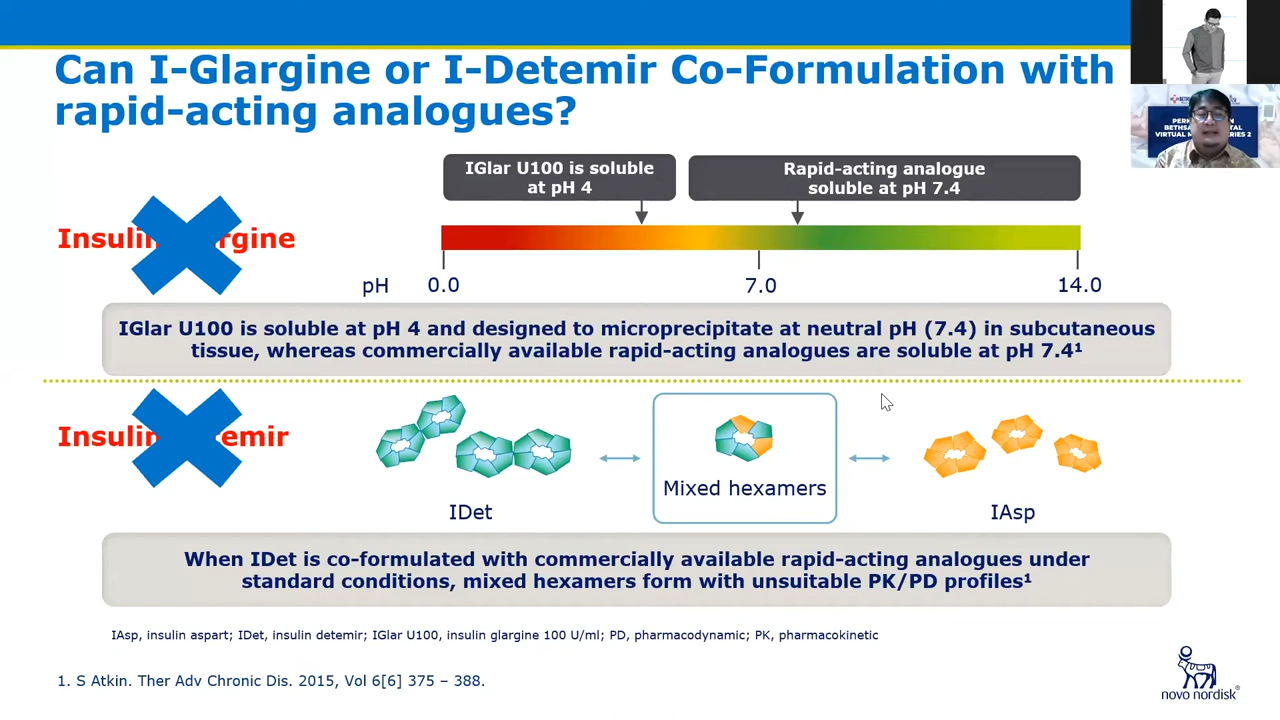 Can I-Glargine or I-Detemir Co-Formulation with
rapid-acting analogues?
IGlar U100 is soluble
at pH 4
Rapid-acting analogue
soluble at pH 7.4
pH
0.0
7.0
14.0
IGlar U100 is soluble at pH 4 and designed to microprecipitate at neutral pH (7.4) in subcutaneous
tissue, whereas commercially available rapid-acting analogues are soluble at pH 7.4¹
Mixed hexamers
IDet
IAsp
When IDet is co-formulated with commercially available rapid-acting analogues under
standard conditions, mixed hexamers form with unsuitable PK/PD profiles¹
IAsp, insulin aspart; IDet, insulin detemir; IGlar U100, insulin glargine 100 U/ml; PD, pharmacodynamic; PK, pharmacokinetic
1. S Atkin. Ther Adv Chronic Dis. 2015, Vol 6[6] 375 – 388.
novo nordisk®